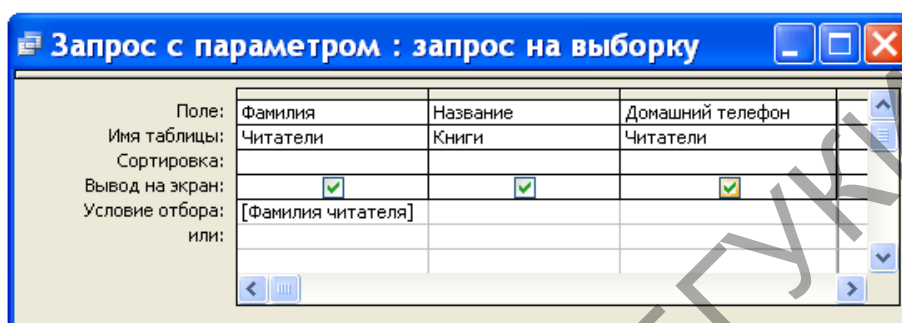 Запрос с параметром : запрос на выборку
Поле: Фамилия Название Домашний телефон
Имя таблицы: Читатели Книги Читатели
Сортировка:
Вывод на экран:
Условие отбора: [Фамилия читателя]
или: